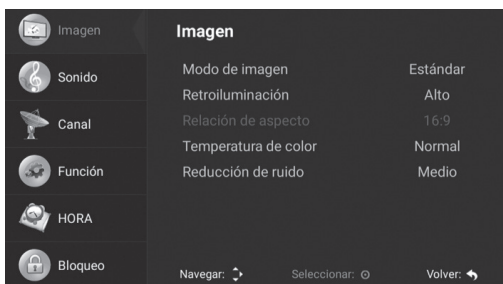 Imagen
Sonido
Canal
Función
HORA
Bloqueo
Imagen
Modo de imagen Estándar
Retroiluminación Alto
Relación de aspecto 16:9
Temperatura de color Normal
Reducción de ruido Medio
Navegar: Seleccionar: Volver: